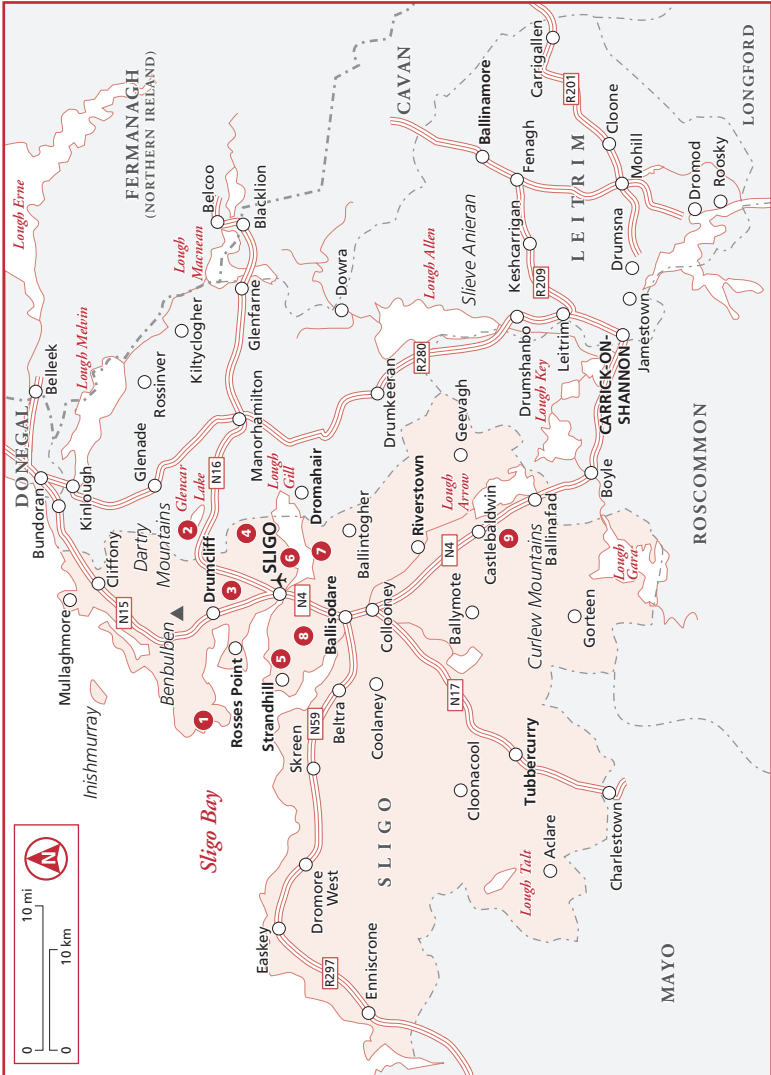 0
10 mi
0
10 km
N
DONEGAL
FERMANAGH
(NORTHERN IRELAND)
Lough Erne
Belleek
Lough Melvin
Bundoran
Kinlough
Mullaghmore
Cliffony
Inishmurray
N15
Glenade
Rossinver
Kiltyclogher
Lough
Macnean
Belcoo
Blacklion
Glenfarne
CAVAN
Dartry
Mountains
Glencar
Lake
Benbulben
N16
Manorhamilton
1
2
3
4
5
6
7
8
9
Drumcliff
Rosses Point
Sligo Bay
SLIGO
Strandhill
Lough
Gill
Dromahair
N4
Ballisodare
Ballintogher
Collooney
Dowra
Drumkeeran
Lough Allen
Slieve Anieran
R280
Easkey
Dromore
West
Skreen
N59
Beltra
Coolaney
Enniscrone
R297
SLIGO
Riverstown
Geevagh
Lough
Arrow
N4
Castlebaldwin
Ballymote
N17
Ballinafad
Curlew Mountains
Cloonacool
Tubbercurry
Gorteen
Lough
Gara
Lough Talt
Aclare
Charlestown
MAYO
Boyle
Lough Key
Drumshanbo
Leitrim
CARRICK-ON-
SHANNON
Jamestown
Drumsna
R209
Keshcarrigan
Fenagh
Ballinamore
LEITRIM
Carrigallen
R201
Cloone
Mohill
Dromod
Roosky
LONGFORD
ROSCOMMON